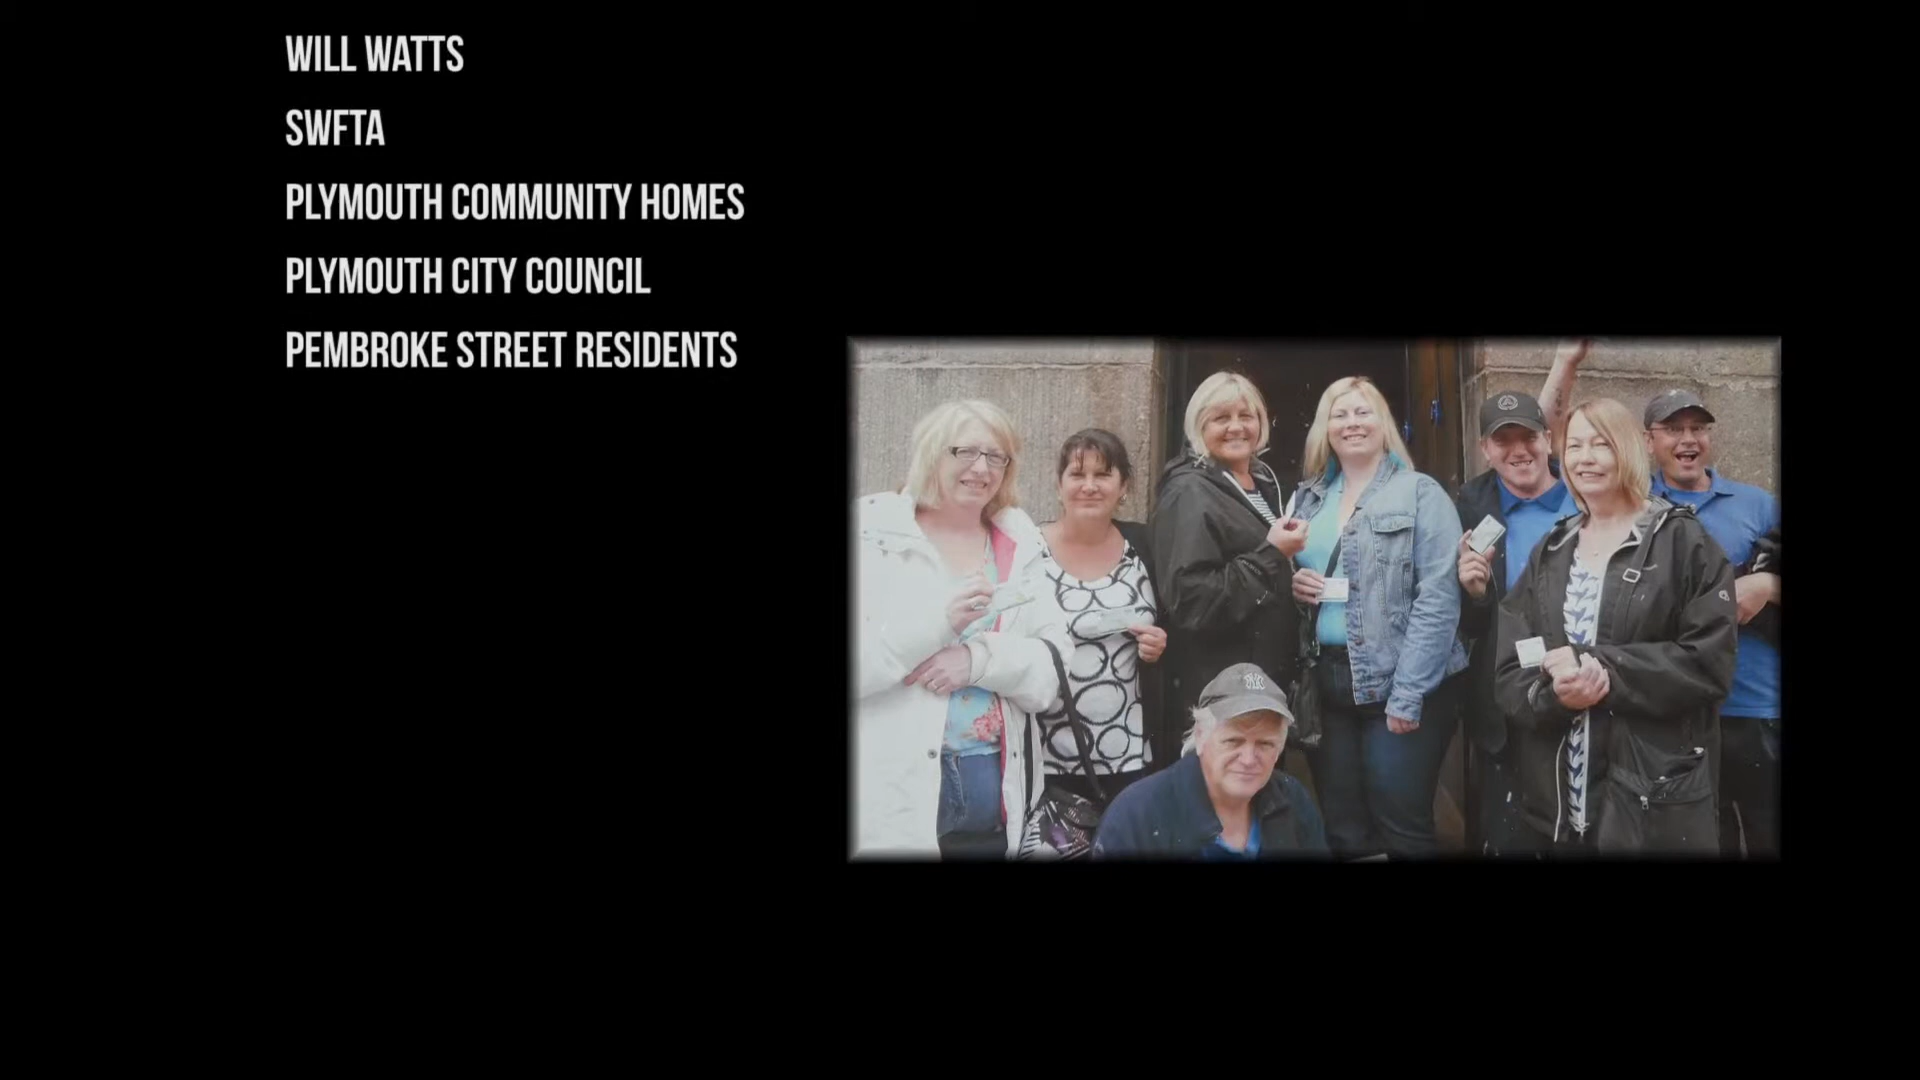 WILL WATTS
SWFTA
PLYMOUTH COMMUNITY HOMES
PLYMOUTH CITY COUNCIL
PEMBROKE STREET RESIDENTS